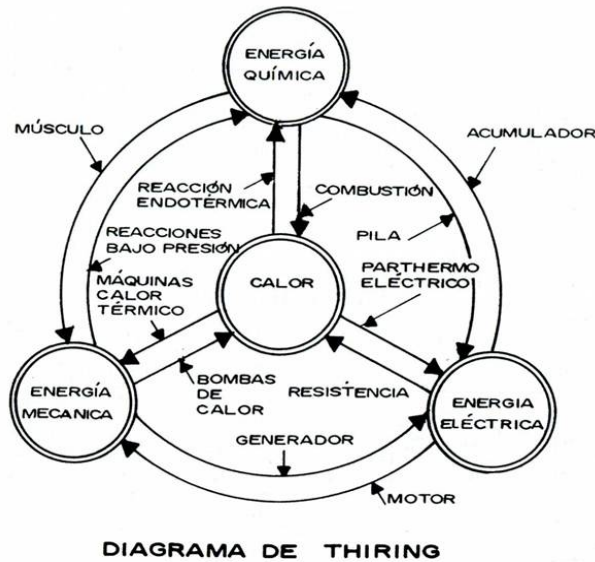 ENERGÍA
QUÍMICA
MÚSCULO
ACUMULADOR
REACCIÓN
ENDOTÉRMICA
COMBUSTIÓN
REACCIONES
BAJO PRESIÓN
PILA
MÁQUINAS
CALOR
TÉRMICO
CALOR
PARTHERMO
ELÉCTRICO
ENERGÍA
MECANICA
BOMBAS
DE
CALOR
RESISTENCIA
ENERGIA
ELÉCTRICA
GENERADOR
MOTOR
DIAGRAMA DE THIRING